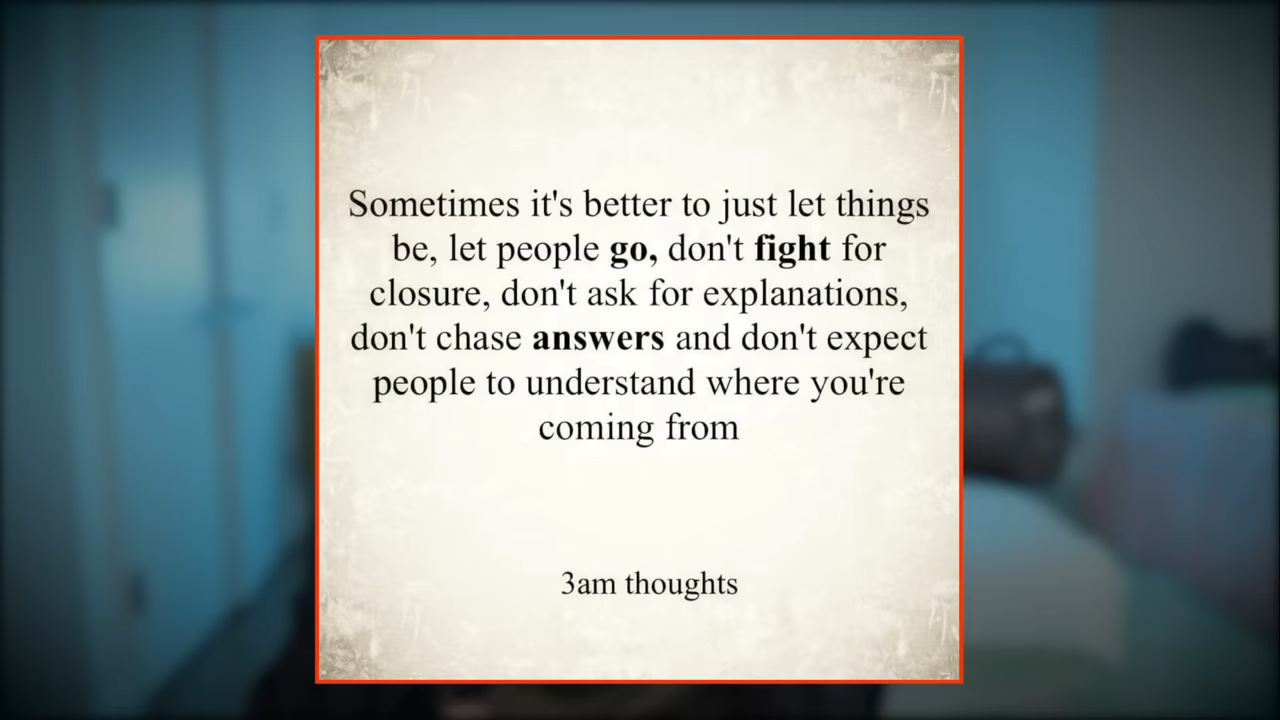 Sometimes it's better to just let things
be, let people go, don't fight for
closure, don't ask for explanations,
don't chase answers and don't expect
people to understand where you're
coming from
3am thoughts